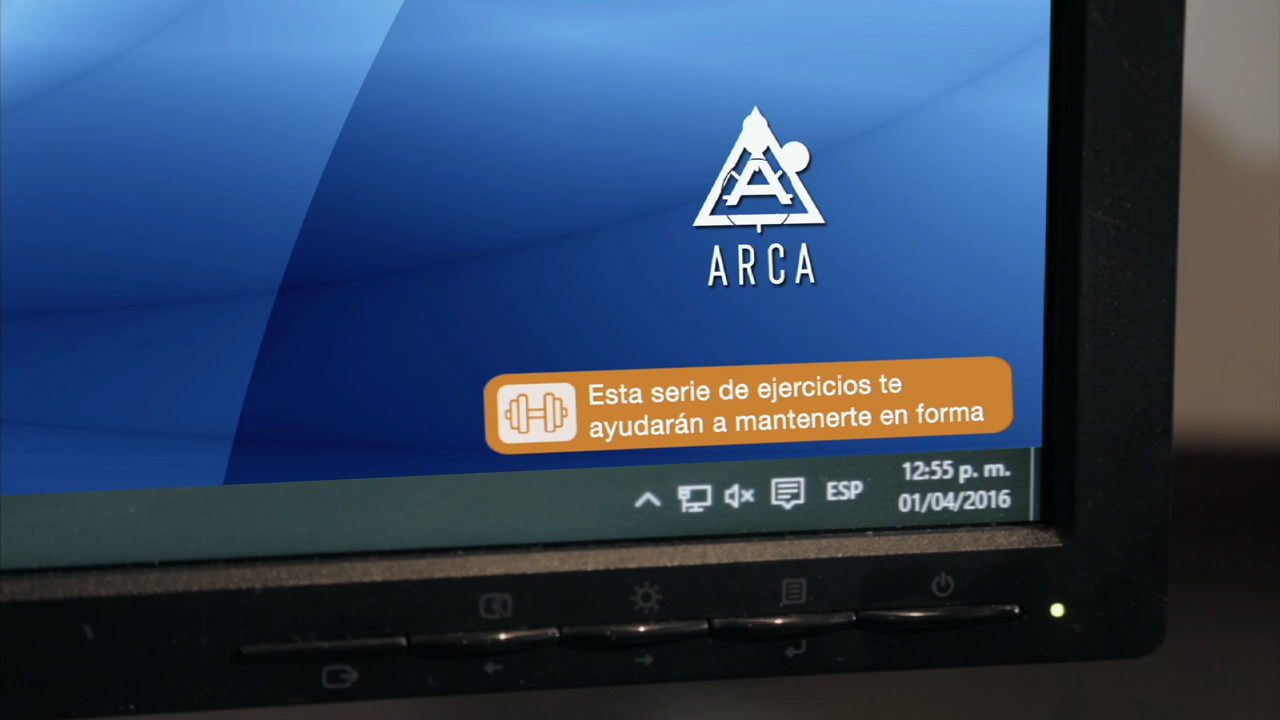 ARCA
Esta serie de ejercicios te
ayudarán a mantenerte en forma
ESP
12:55 p. m.
01/04/2016